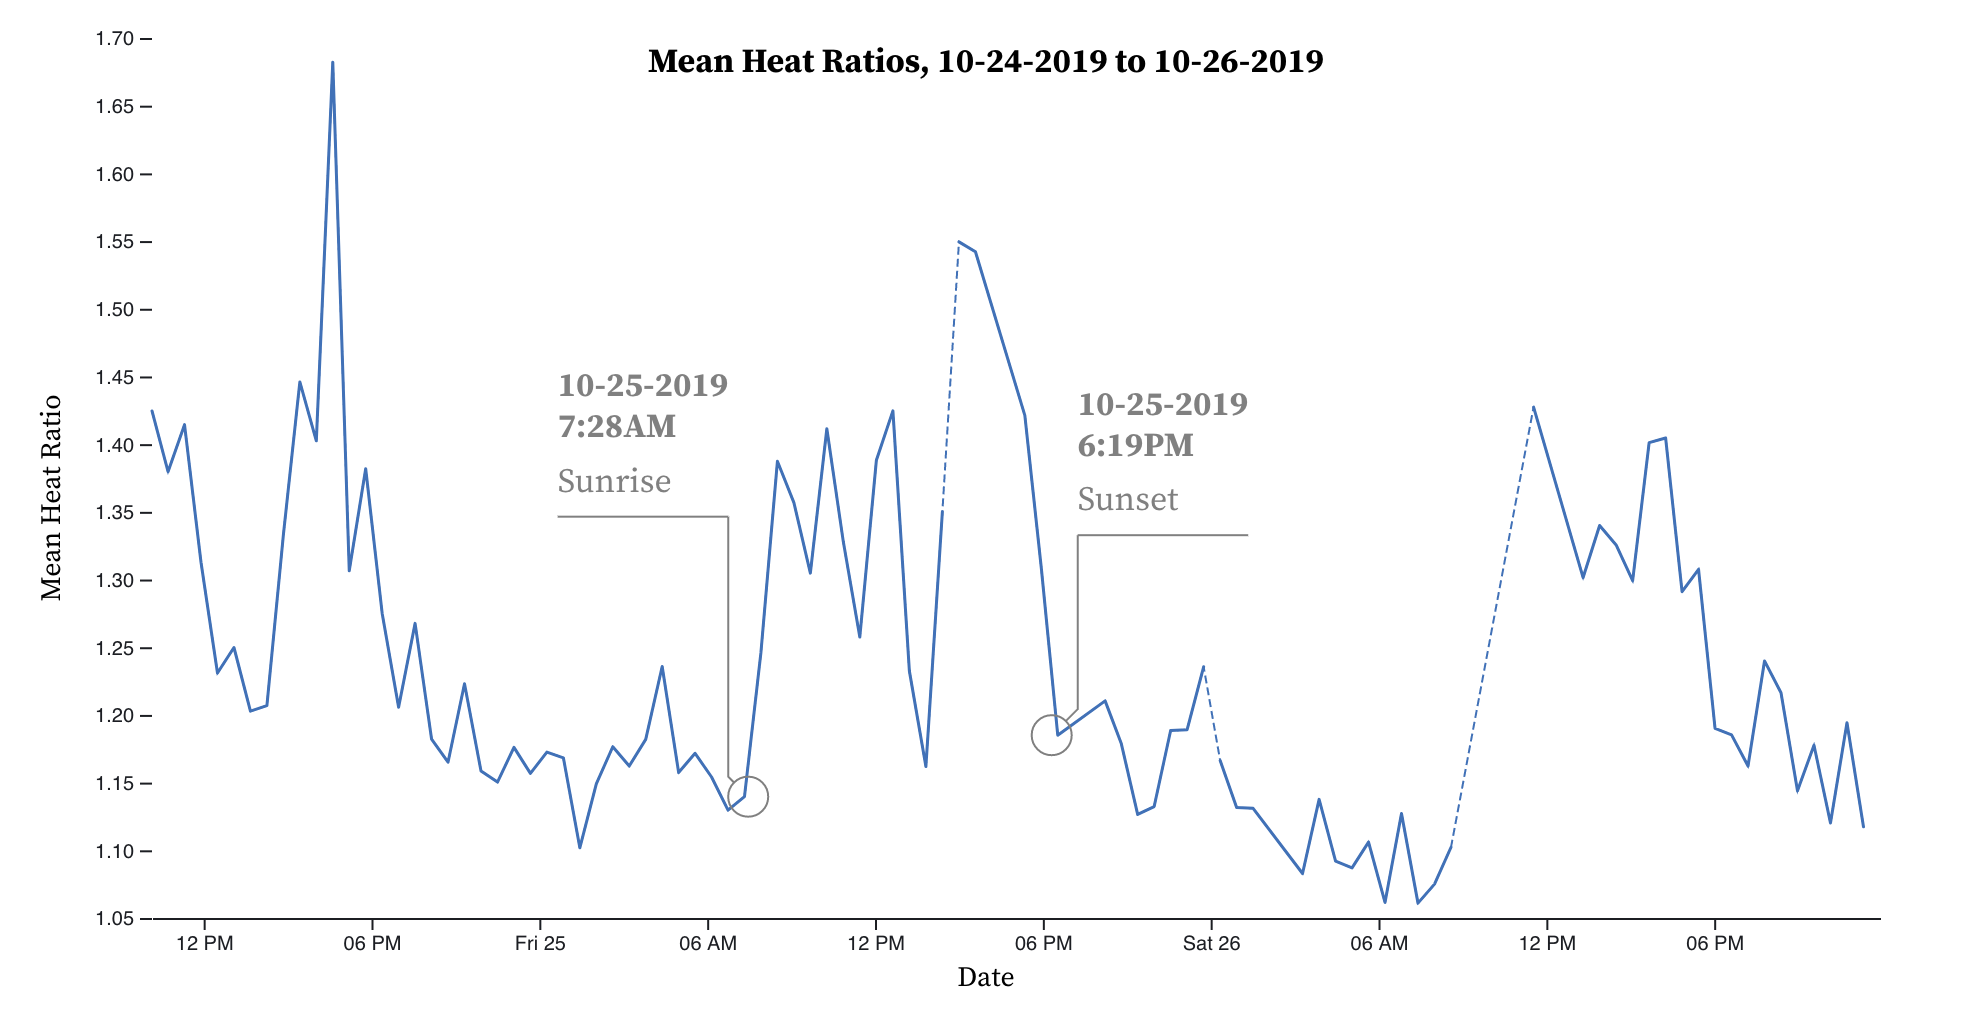 Mean Heat Ratios, 10-24-2019 to 10-26-2019
1.70
1.65
1.60
1.55
1.50
1.45
1.40
1.35
1.30
1.25
1.20
1.15
1.10
1.05
Mean Heat Ratio
10-25-2019
7:28AM
Sunrise
10-25-2019
6:19PM
Sunset
12 PM 06 PM Fri 25 06 AM 12 PM 06 PM Sat 26 06 AM 12 PM 06 PM
Date